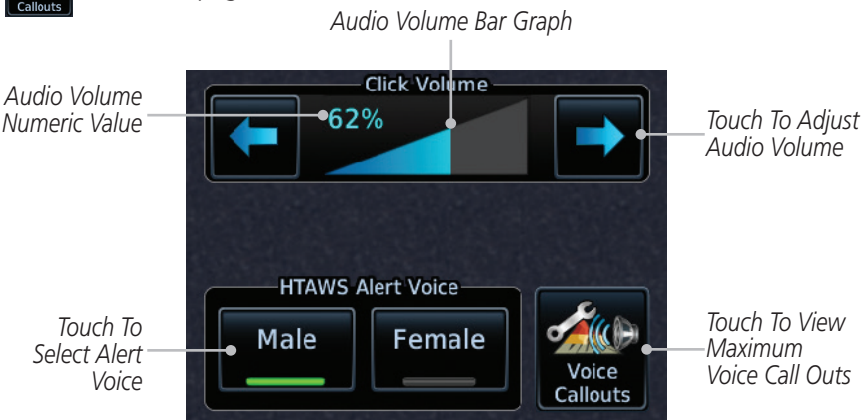 Callouts
Audio Volume Bar Graph
Click Volume
Audio Volume
Numeric Value
62%
Touch To Adjust
Audio Volume
HTAWS Alert Voice
Touch To
Select Alert
Voice
Male
Female
Voice
Callouts
Touch To View
Maximum
Voice Call Outs